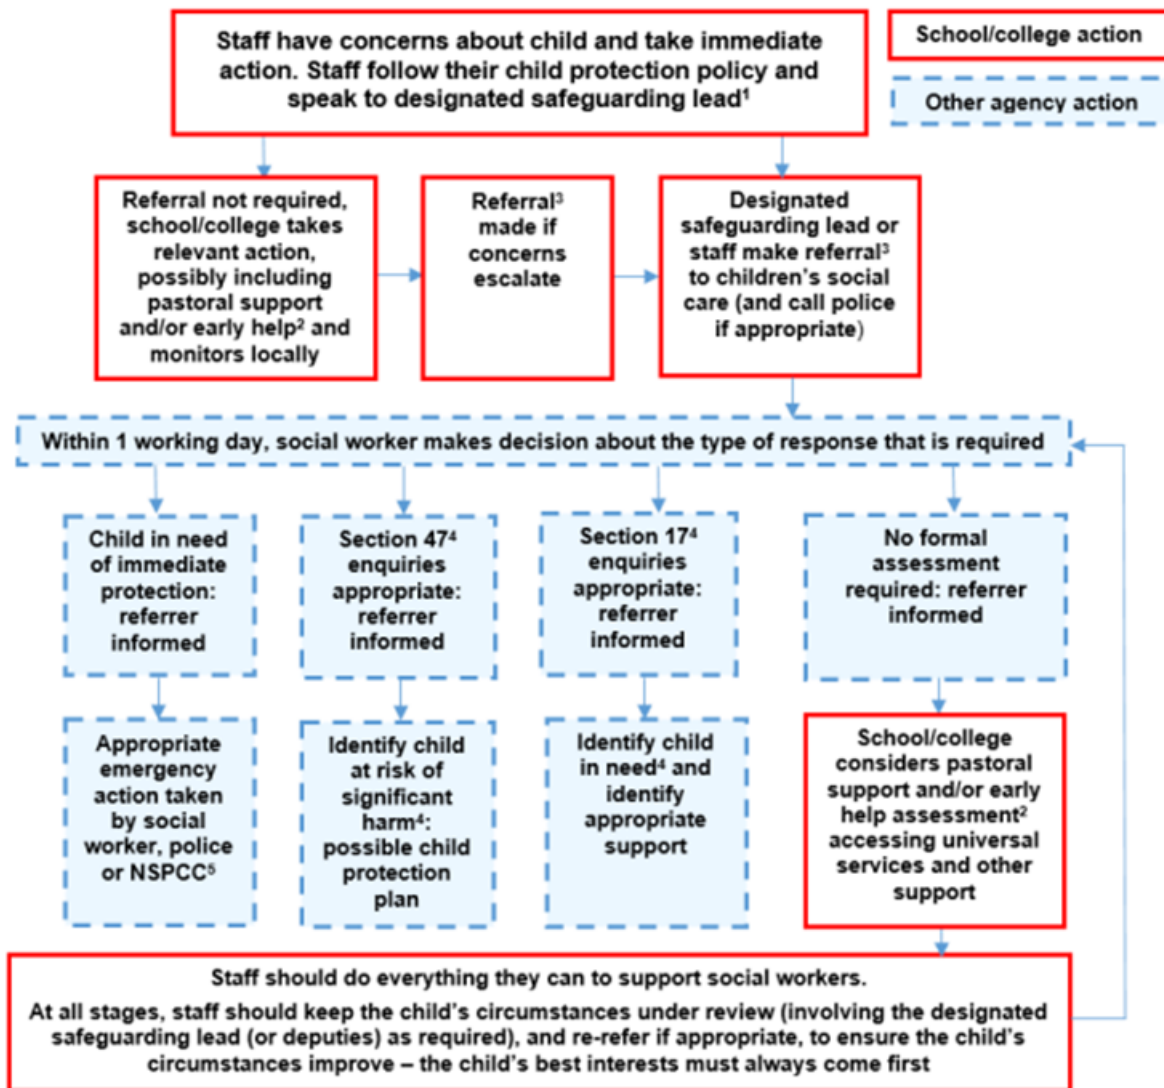 Staff have concerns about child and take immediate
action. Staff follow their child protection policy and
speak to designated safeguarding lead¹
School/college action
Other agency action
Referral not required,
school/college takes
relevant action,
possibly including
pastoral support
and/or early help² and
monitors locally
Referral³
made if
concerns
escalate
Designated
safeguarding lead or
staff make referral³
to children's social
care (and call police
if appropriate)
Within 1 working day, social worker makes decision about the type of response that is required
Child in need
of immediate
protection:
referrer
informed
Section 47⁴
enquiries
appropriate:
referrer
informed
Section 17⁴
enquiries
appropriate:
referrer
informed
No formal
assessment
required: referrer
informed
Appropriate
emergency
action taken
by social
worker, police
or NSPCC⁵
Identify child
at risk of
significant
harm⁴:
possible child
protection
plan
Identify child
in need⁴ and
identify
appropriate
support
School/college
considers pastoral
support and/or early
help assessment²
accessing universal
services and other
support
Staff should do everything they can to support social workers.
At all stages, staff should keep the child's circumstances under review (involving the designated
safeguarding lead (or deputies) as required), and re-refer if appropriate, to ensure the child's
circumstances improve – the child's best interests must always come first